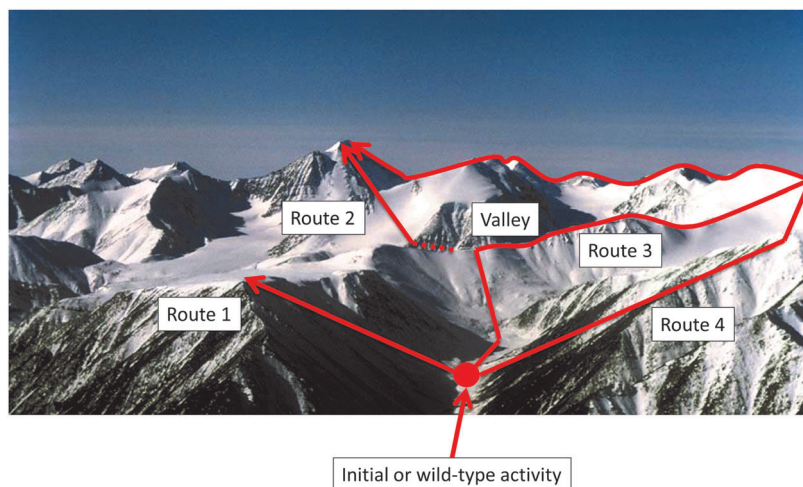 Route 2
Valley
Route 3
Route 1
Route 4
Initial or wild-type activity